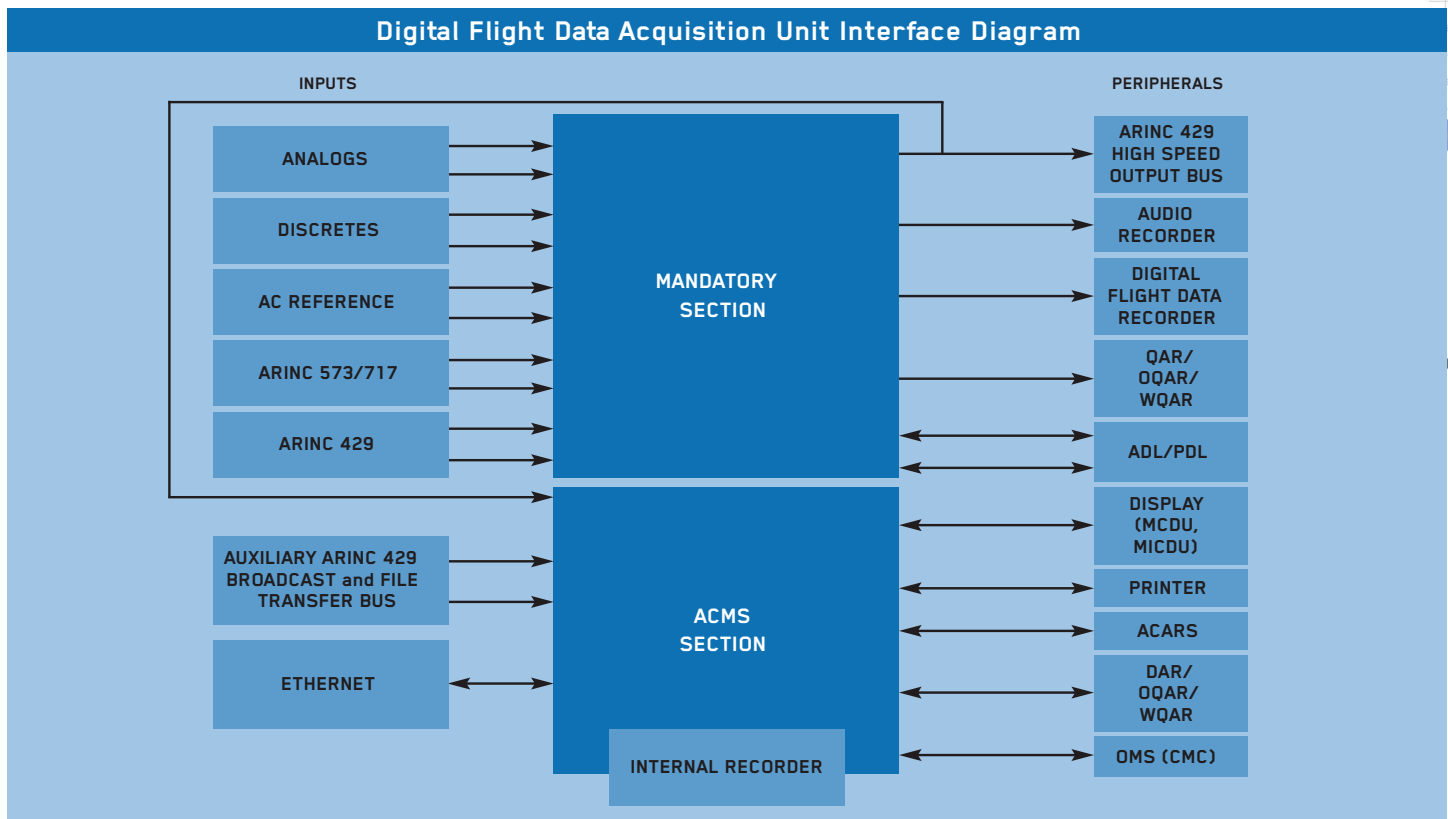 Digital Flight Data Acquisition Unit Interface Diagram
INPUTS
PERIPHERALS
ANALOGS
DISCRETES
AC REFERENCE
ARINC 573/717
ARINC 429
AUXILIARY ARINC 429
BROADCAST and FILE
TRANSFER BUS
ETHERNET
MANDATORY
SECTION
ACMS
SECTION
INTERNAL RECORDER
ARINC 429
HIGH SPEED
OUTPUT BUS
AUDIO
RECORDER
DIGITAL
FLIGHT DATA
RECORDER
QAR/
OQAR/
WQAR
ADL/PDL
DISPLAY
(MCDU,
MICDU)
PRINTER
ACARS
DAR/
OQAR/
WQAR
OMS (CMC)